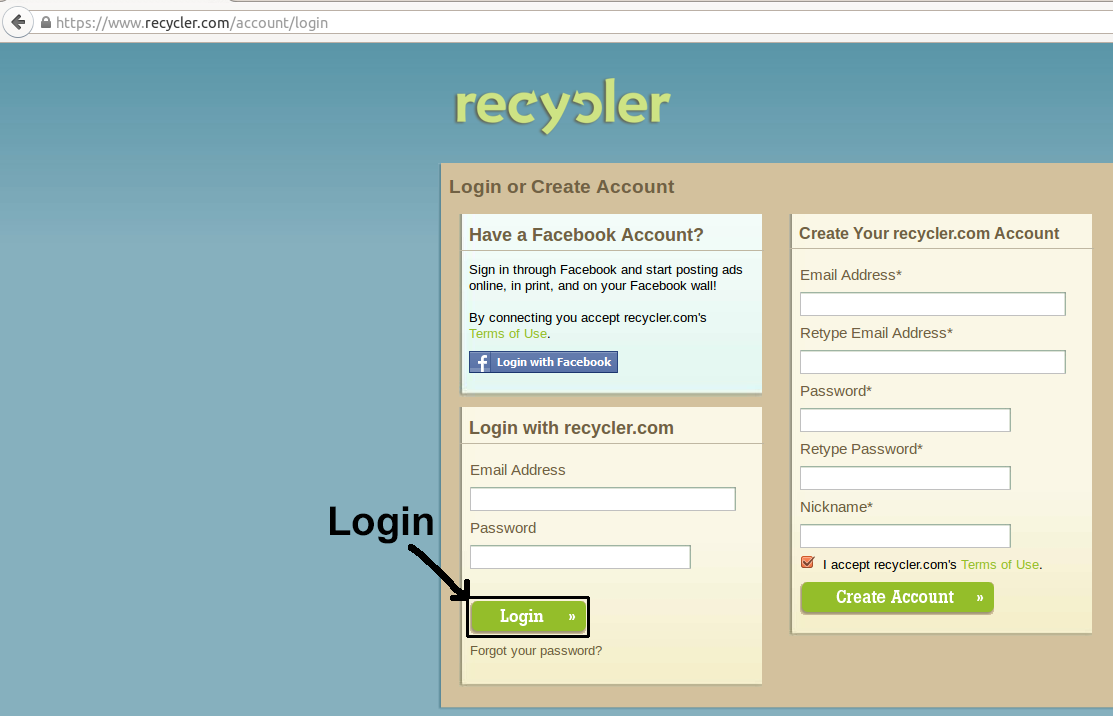 https://www.recycler.com/account/login
recycler
Login or Create Account
Have a Facebook Account?
Sign in through Facebook and start posting ads
online, in print, and on your Facebook wall!
By connecting you accept recycler.com's
Terms of Use.
f Login with Facebook
Login with recycler.com
Email Address
Password
Login
Login »
Forgot your password?
Create Your recycler.com Account
Email Address*
Retype Email Address*
Password*
Retype Password*
Nickname*
I accept recycler.com's Terms of Use.
Create Account »